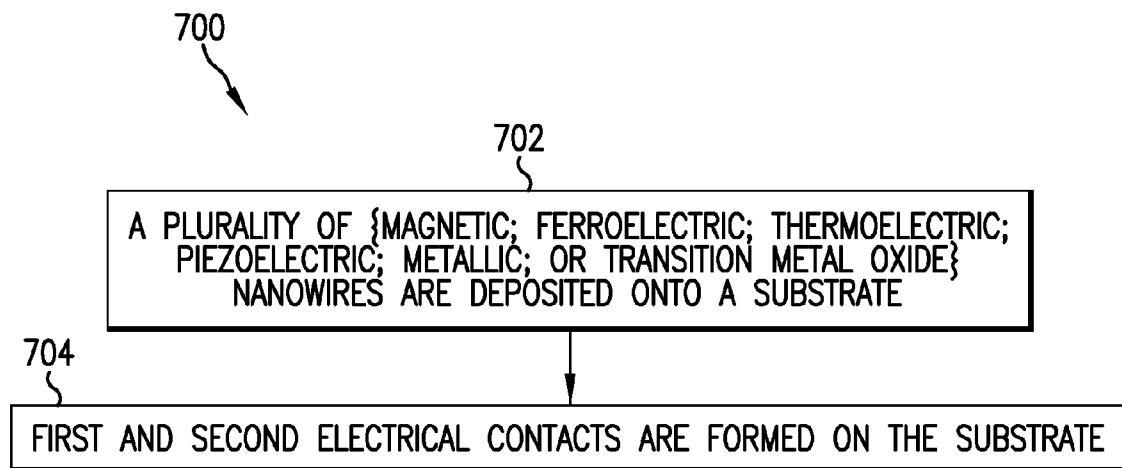 700
702
A PLURALITY OF {MAGNETIC; FERROELECTRIC; THERMOELECTRIC;
PIEZOELECTRIC; METALLIC; OR TRANSITION METAL OXIDE}
NANOWIRES ARE DEPOSITED ONTO A SUBSTRATE
704
FIRST AND SECOND ELECTRICAL CONTACTS ARE FORMED ON THE SUBSTRATE